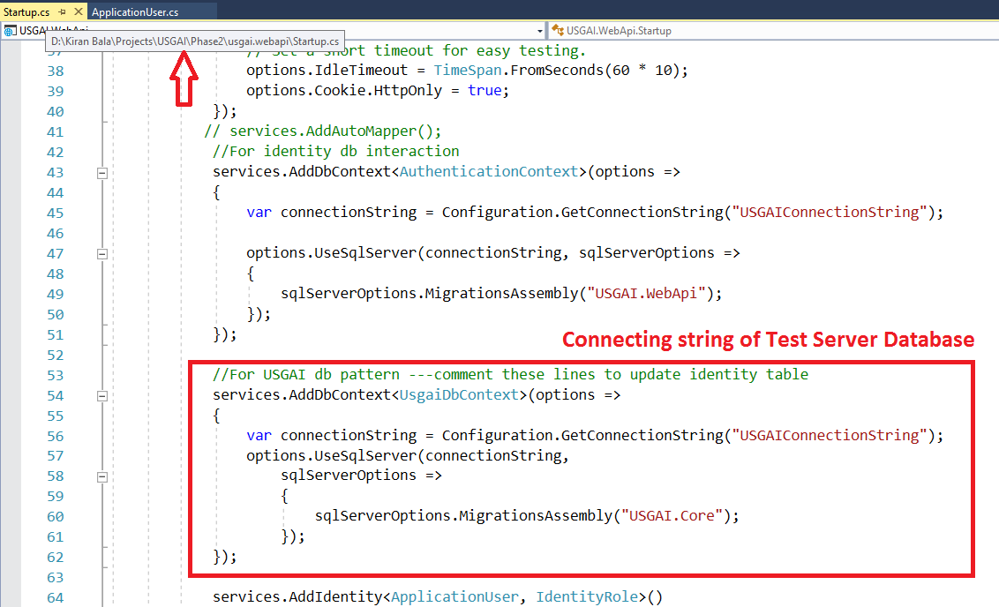 Startup.cs
ApplicationUser.cs
USGAI.WebApi
USGAI.WebApi.Startup
D:\Kiran Bala\Projects\USGAI\Phase2\usgai.webapi\Startup.cs
37 // Set a short timeout for easy testing.
38 options.IdleTimeout = TimeSpan.FromSeconds(60 * 10);
39 options.Cookie.HttpOnly = true;
40 });
41 // services.AddAutoMapper();
42 //For identity db interaction
43 services.AddDbContext<AuthenticationContext>(options =>
44 {
45 var connectionString = Configuration.GetConnectionString("USGAIConnectionString");
46
47 options.UseSqlServer(connectionString, sqlServerOptions =>
48 {
49 sqlServerOptions.MigrationsAssembly("USGAI.WebApi");
50 });
51 });
Connecting string of Test Server Database
52
53 //For USGAI db pattern ---comment these lines to update identity table
54 services.AddDbContext<UsgaiDbContext>(options =>
55 {
56 var connectionString = Configuration.GetConnectionString("USGAIConnectionString");
57 options.UseSqlServer(connectionString,
58 sqlServerOptions =>
59 {
60 sqlServerOptions.MigrationsAssembly("USGAI.Core");
61 });
62 });
63
64 services.AddIdentity<ApplicationUser, IdentityRole>()